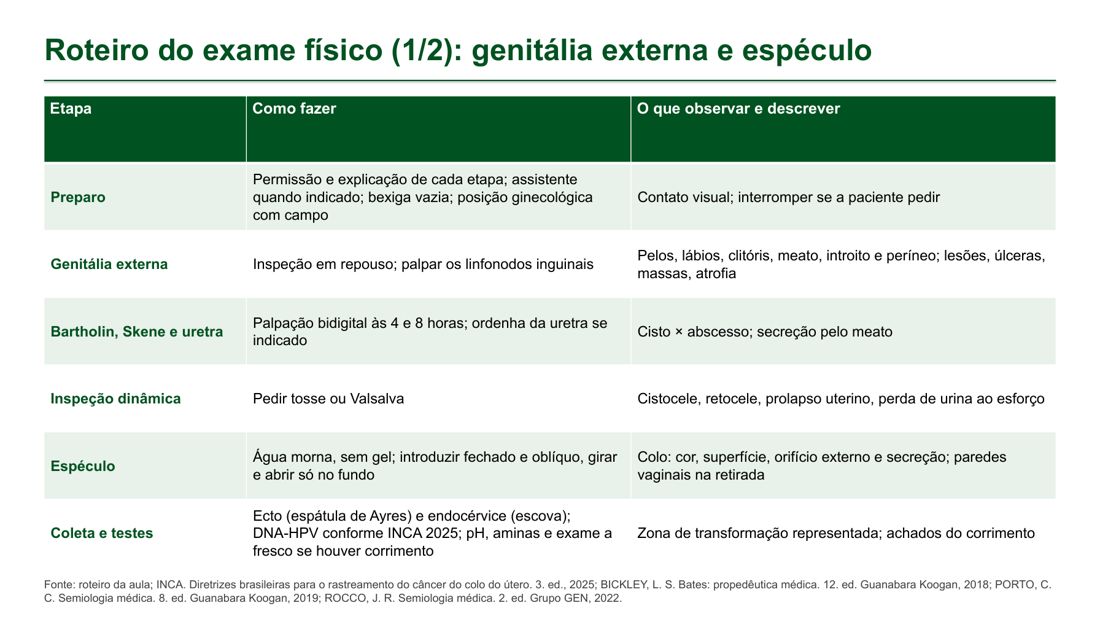 Roteiro do exame físico (1/2): genitália externa e espéculo
Etapa
Como fazer
O que observar e descrever
Preparo
Permissão e explicação de cada etapa; assistente
quando indicado; bexiga vazia; posição ginecológica
com campo
Contato visual; interromper se a paciente pedir
Genitália externa
Inspeção em repouso; palpar os linfonodos inguinais
Pelos, lábios, clitóris, meato, introito e períneo; lesões, úlceras,
massas, atrofia
Bartholin, Skene e uretra
Palpação bidigital às 4 e 8 horas; ordenha da uretra se
indicado
Cisto × abscesso; secreção pelo meato
Inspeção dinâmica
Pedir tosse ou Valsalva
Cistocele, retocele, prolapso uterino, perda de urina ao esforço
Espéculo
Água morna, sem gel; introduzir fechado e oblíquo, girar
e abrir só no fundo
Colo: cor, superfície, orifício externo e secreção; paredes
vaginais na retirada
Coleta e testes
Ecto (espátula de Ayres) e endocérvice (escova);
DNA-HPV conforme INCA 2025; pH, aminas e exame a
fresco se houver corrimento
Zona de transformação representada; achados do corrimento
Fonte: roteiro da aula; INCA. Diretrizes brasileiras para o rastreamento do câncer do colo do útero. 3. ed., 2025; BICKLEY, L. S. Bates: propedêutica médica. 12. ed. Guanabara Koogan, 2018; PORTO, C.
C. Semiologia médica. 8. ed. Guanabara Koogan, 2019; ROCCO, J. R. Semiologia médica. 2. ed. Grupo GEN, 2022.